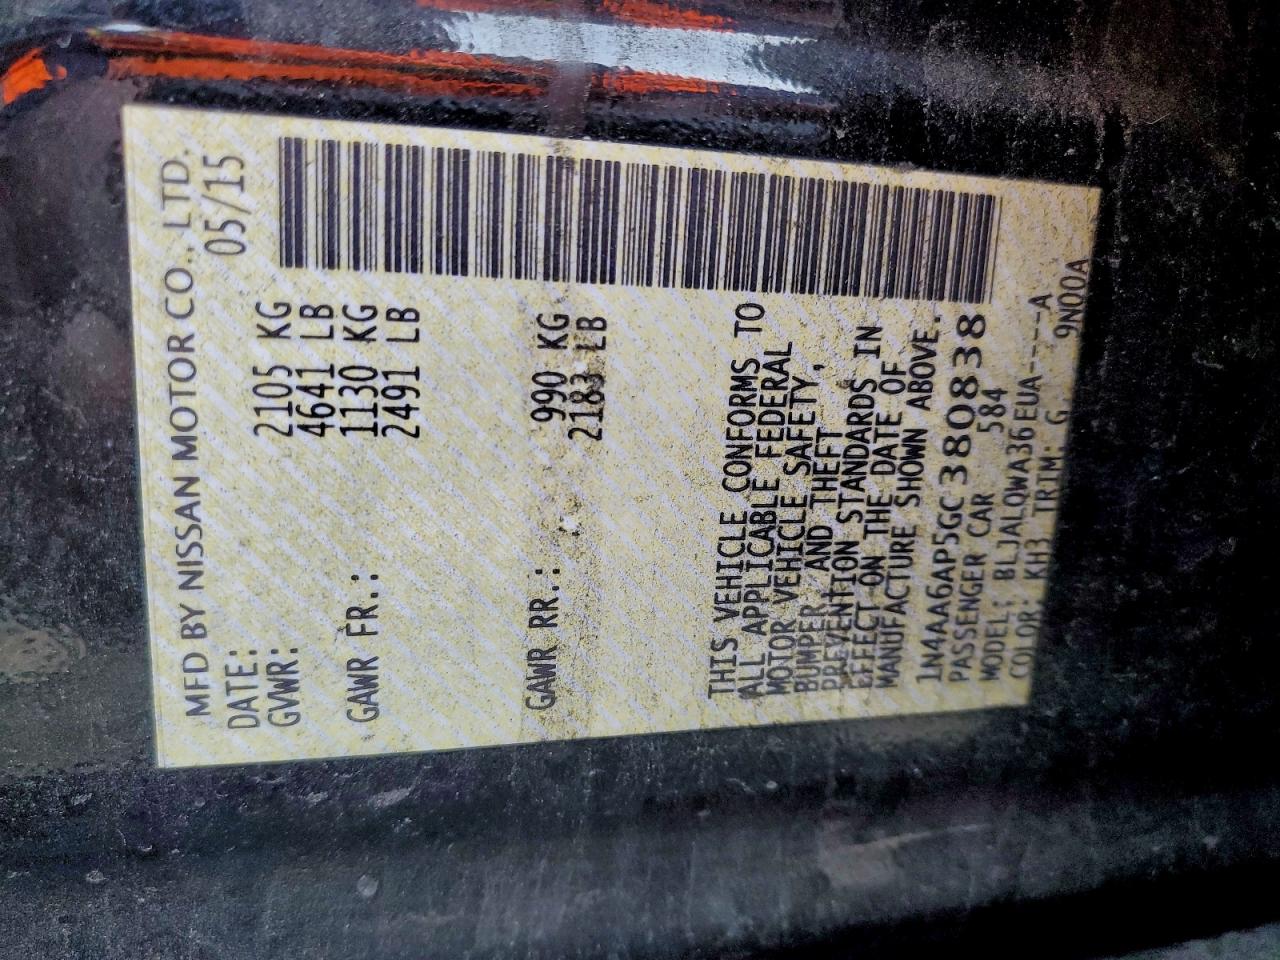 MFD BY NISSAN MOTOR CO., LTD.
DATE: 05/15
GVWR: 2105 KG
4641 LB
GAWR FR.: 1130 KG
2491 LB
GAWR RR.: 990 KG
2183 LB
THIS VEHICLE CONFORMS TO
ALL APPLICABLE FEDERAL
MOTOR VEHICLE SAFETY,
BUMPER, AND THEFT
PREVENTION STANDARDS IN
EFFECT ON THE DATE OF
MANUFACTURE SHOWN ABOVE.
1N4AA6AP5GC380838
PASSENGER CAR 584
MODEL: BLJALQWA36EUA----A
COLOR: KH3 TRIM: G 9N00A